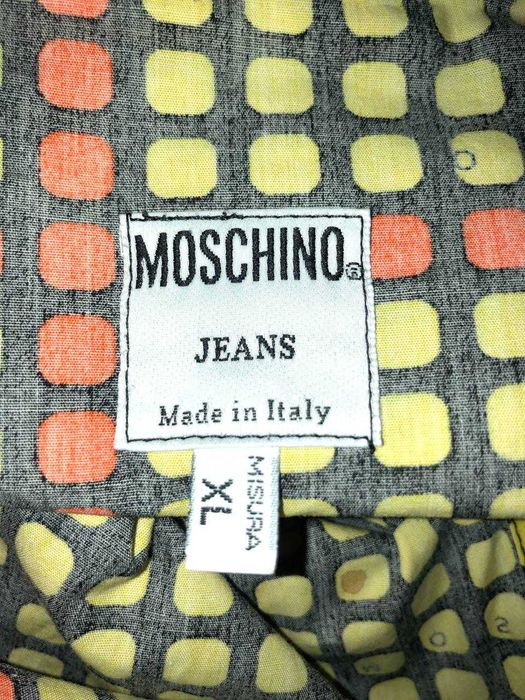 MOSCHINO®
JEANS
Made in Italy
MISURA
XL
O
O
S